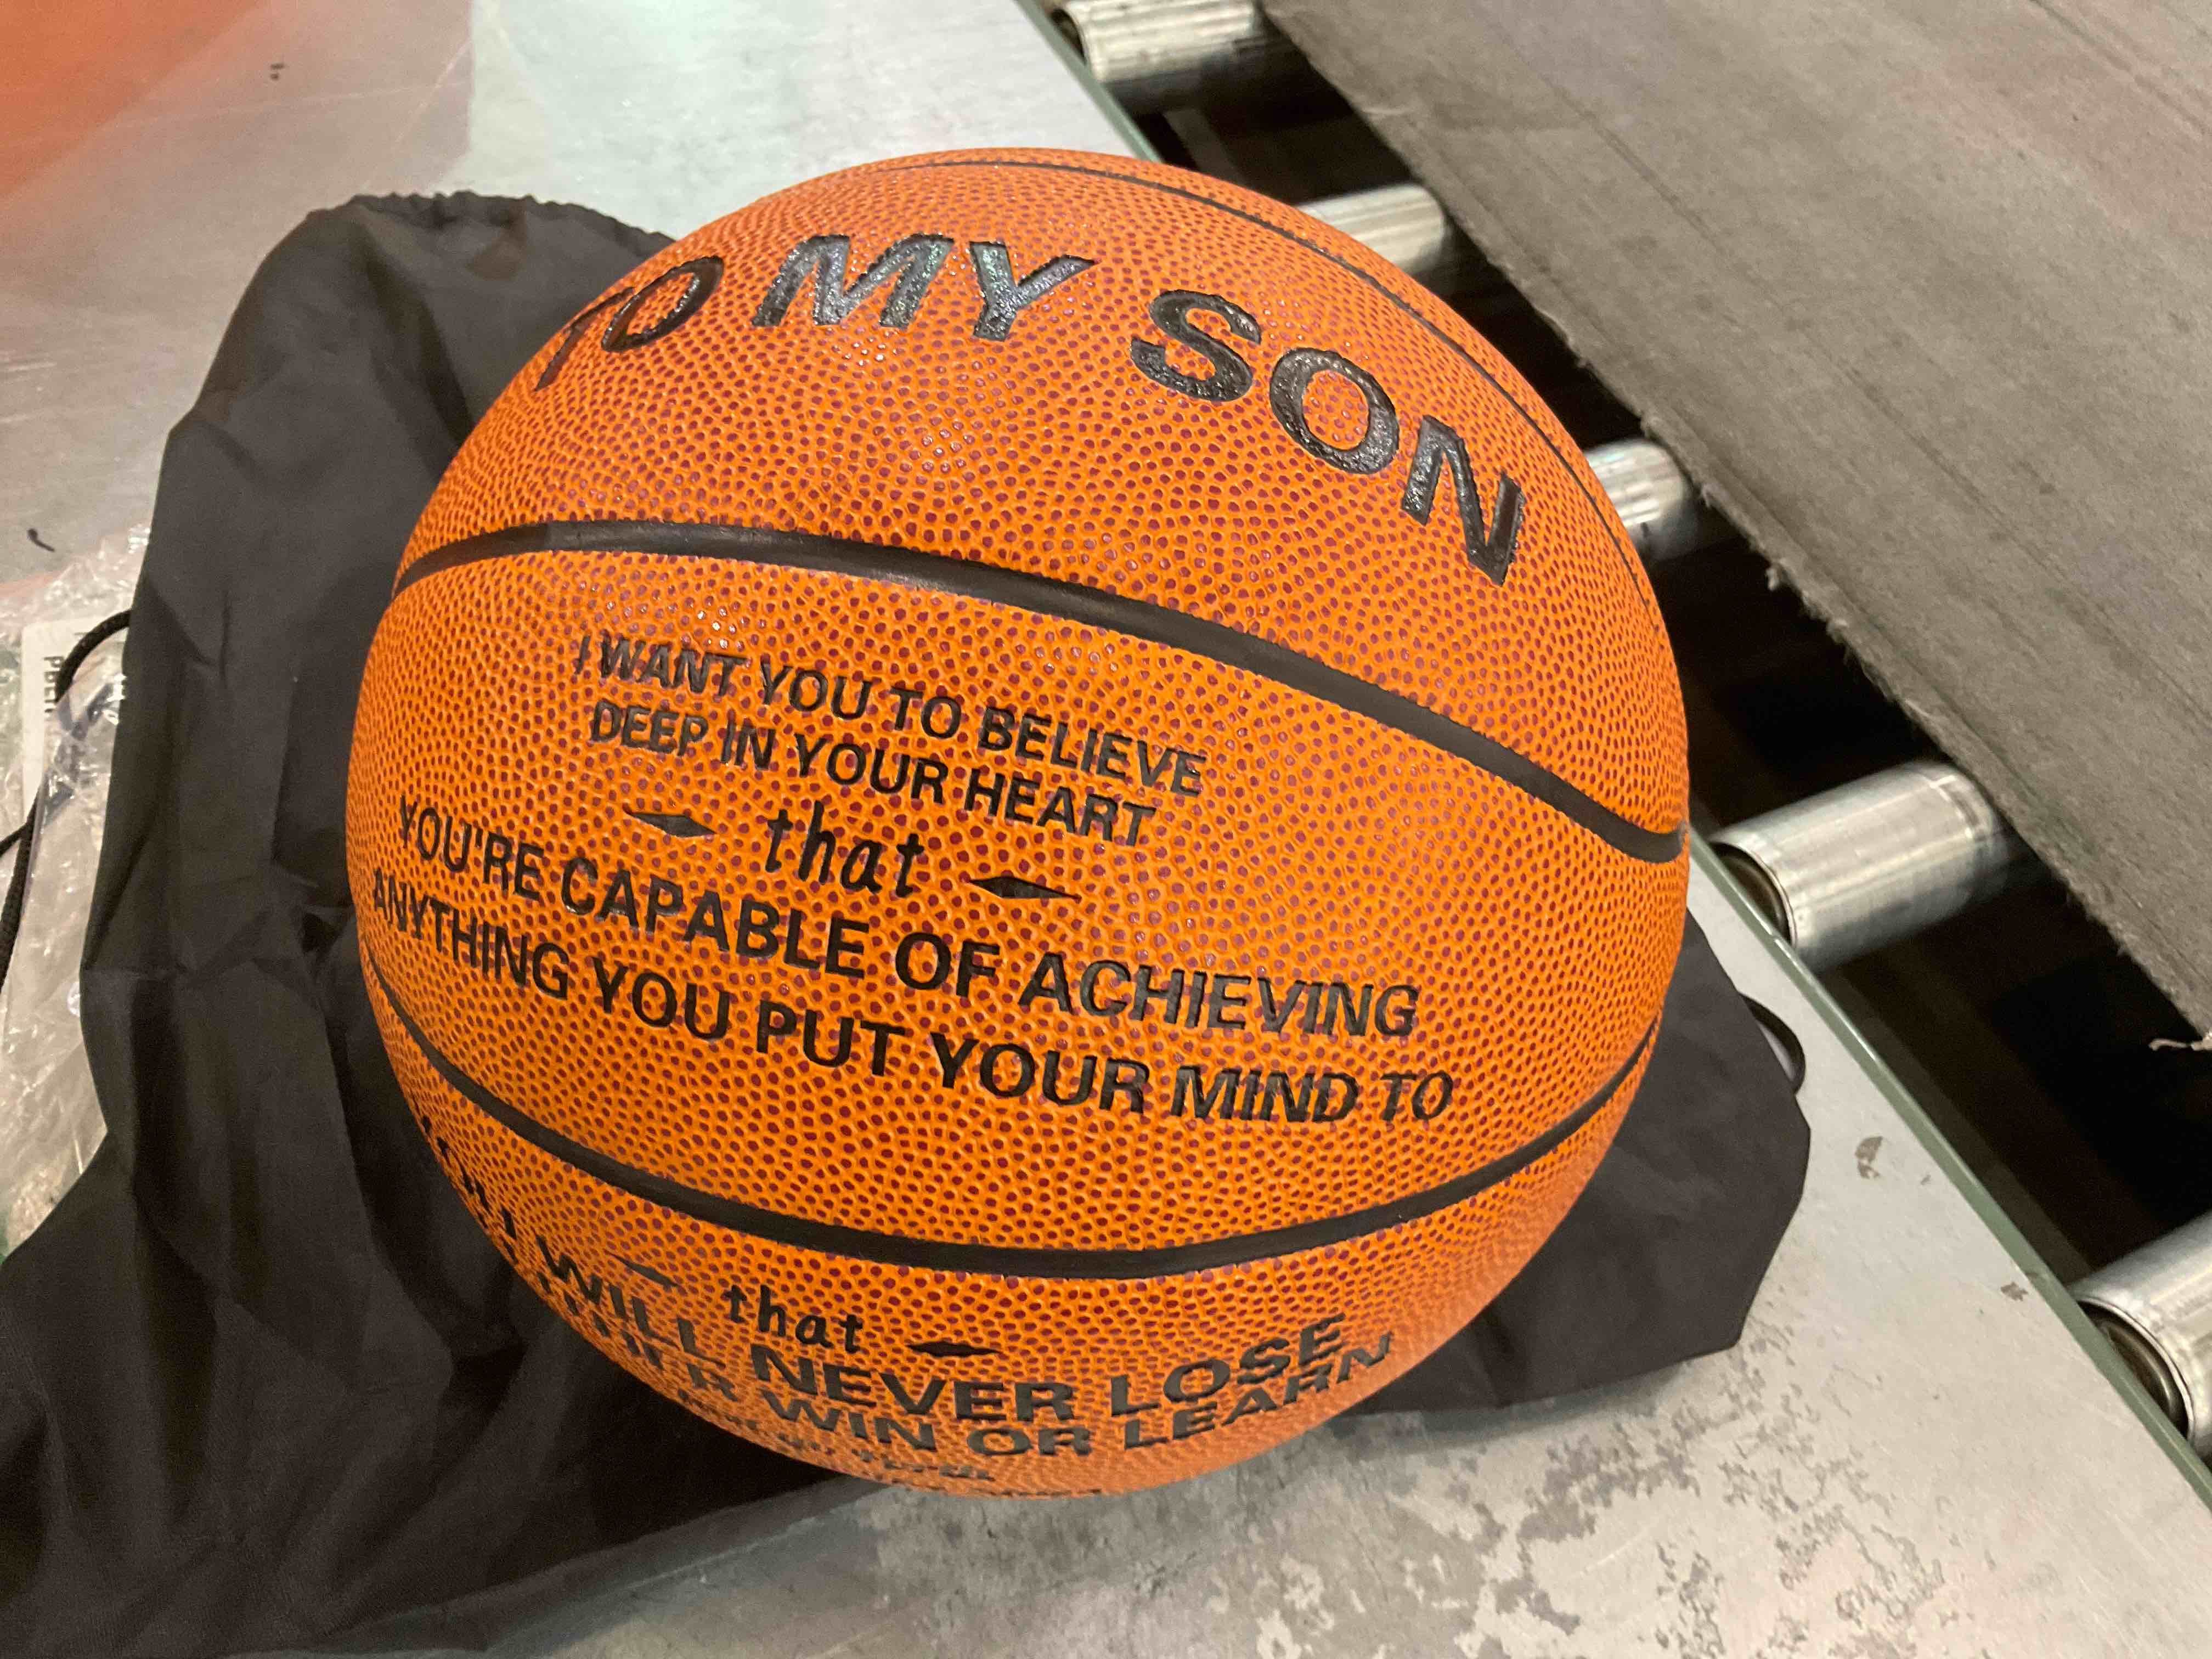 TO MY SON
I WANT YOU TO BELIEVE
DEEP IN YOUR HEART
that
YOU'RE CAPABLE OF ACHIEVING
ANYTHING YOU PUT YOUR MIND TO
that
WILL NEVER LOSE
WIN OR LEARN